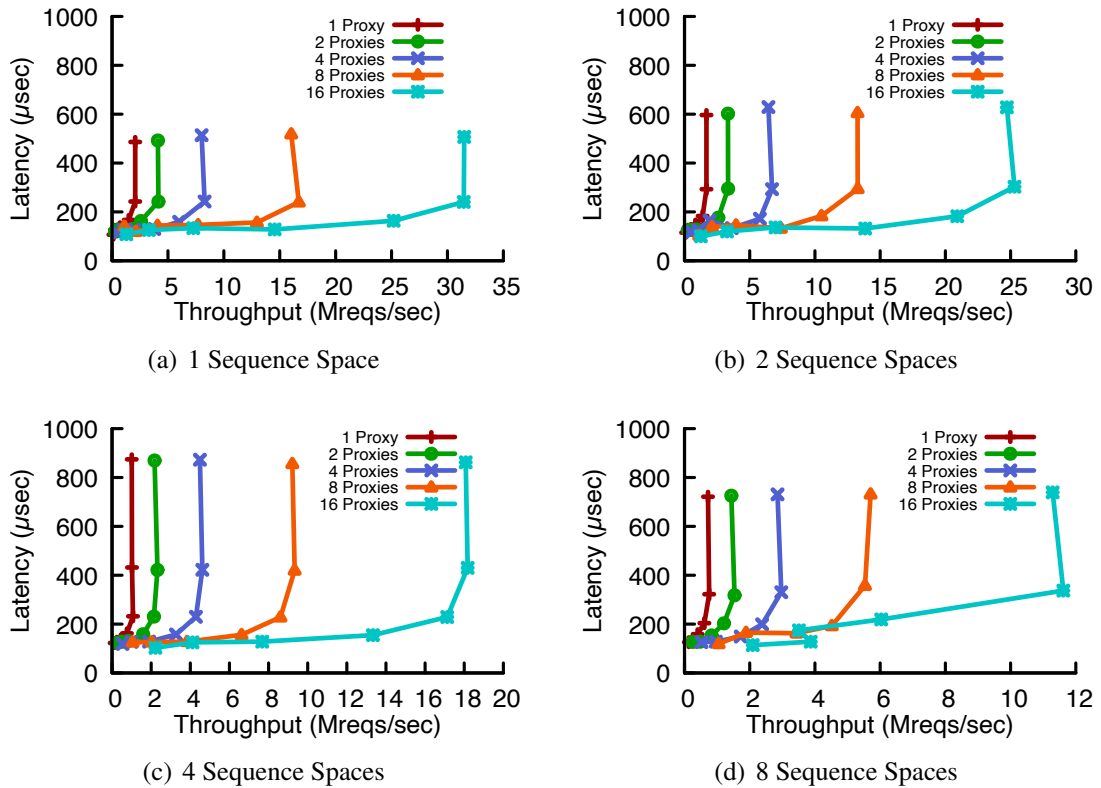 1000
800
600
400
200
0
Latency (μsec)
1 Proxy
2 Proxies
4 Proxies
8 Proxies
16 Proxies
0 5 10 15 20 25 30 35
Throughput (Mreqs/sec)
(a) 1 Sequence Space
1000
800
600
400
200
0
Latency (μsec)
1 Proxy
2 Proxies
4 Proxies
8 Proxies
16 Proxies
0 5 10 15 20 25 30
Throughput (Mreqs/sec)
(b) 2 Sequence Spaces
1000
800
600
400
200
0
Latency (μsec)
1 Proxy
2 Proxies
4 Proxies
8 Proxies
16 Proxies
0 2 4 6 8 10 12 14 16 18 20
Throughput (Mreqs/sec)
(c) 4 Sequence Spaces
1000
800
600
400
200
0
Latency (μsec)
1 Proxy
2 Proxies
4 Proxies
8 Proxies
16 Proxies
0 2 4 6 8 10 12
Throughput (Mreqs/sec)
(d) 8 Sequence Spaces